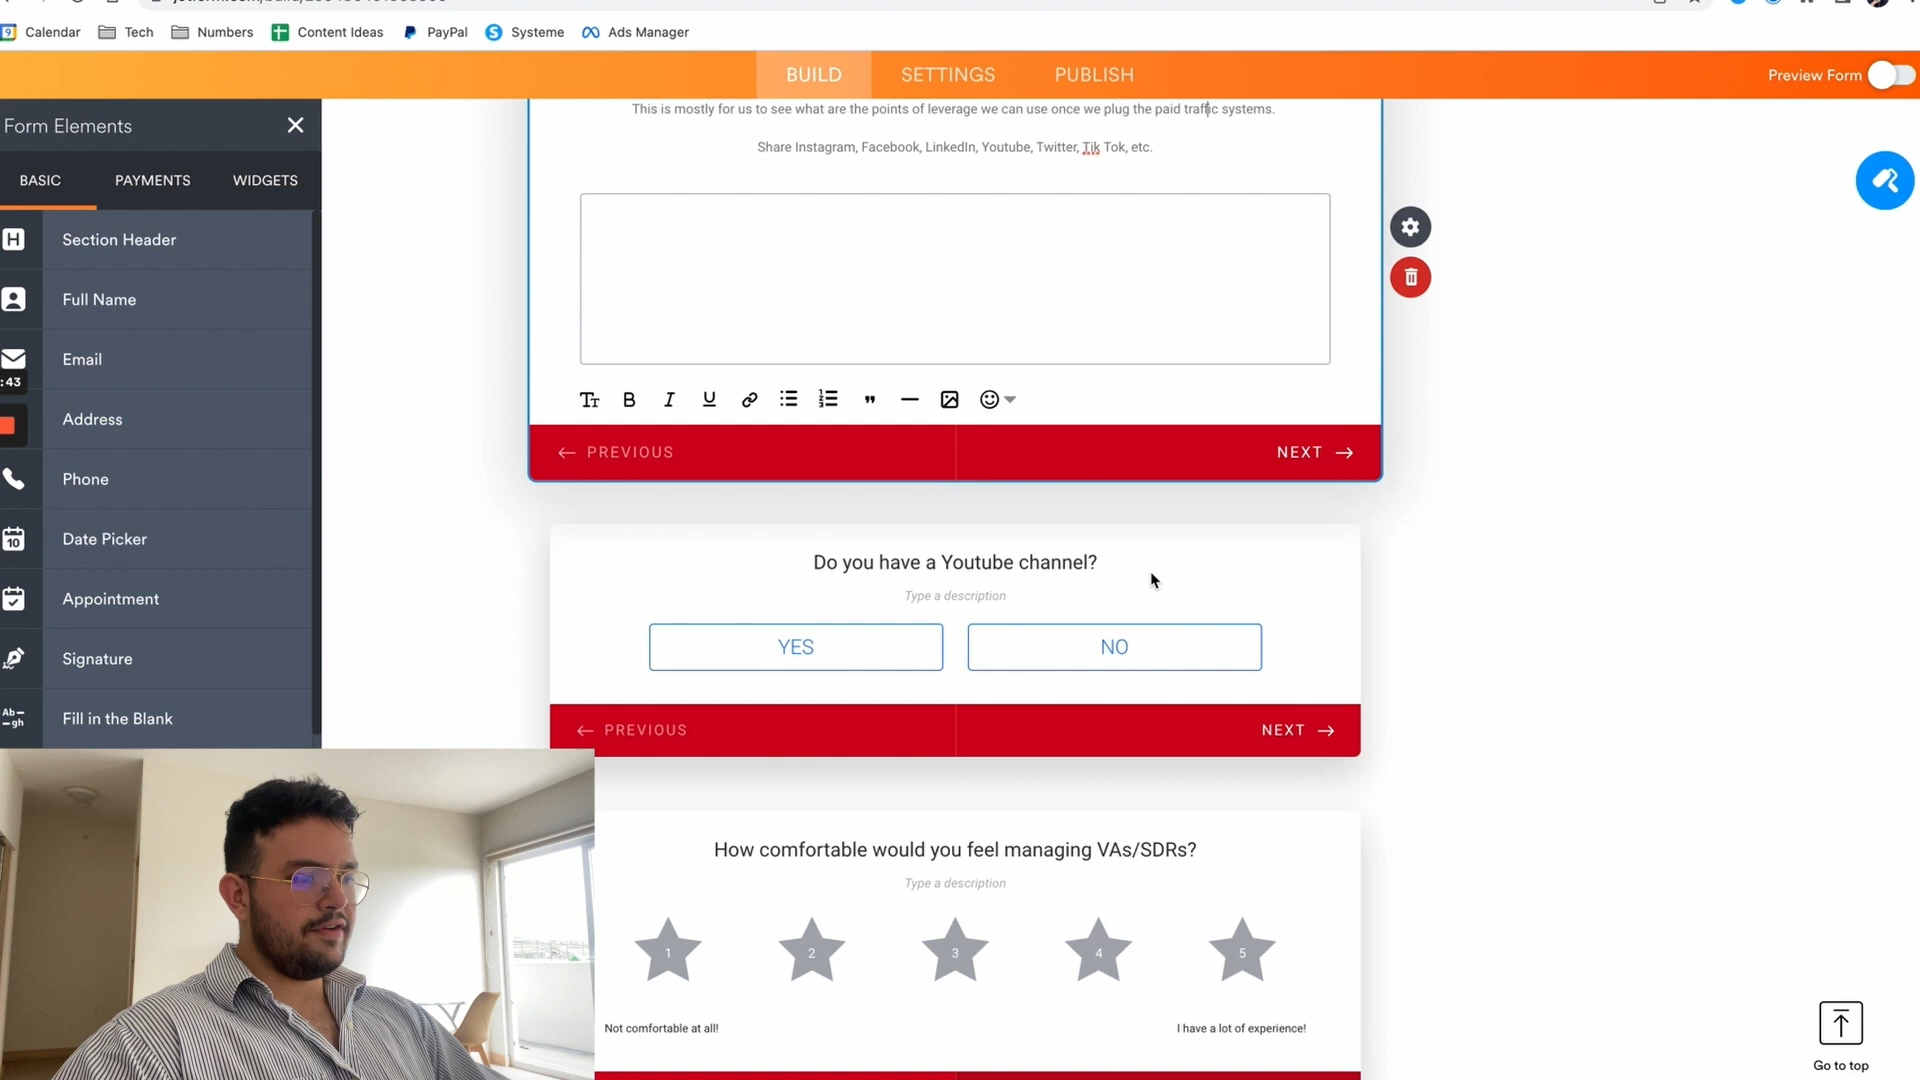 Calendar Tech Numbers Content Ideas PayPal Systeme Ads Manager
BUILD SETTINGS PUBLISH Preview Form
Form Elements
BASIC PAYMENTS WIDGETS
Section Header
Full Name
Email
:43
Address
Phone
Date Picker
Appointment
Signature
Fill in the Blank
This is mostly for us to see what are the points of leverage we can use once we plug the paid traffic systems.
Share Instagram, Facebook, LinkedIn, Youtube, Twitter, Tik Tok, etc.
PREVIOUS NEXT
Do you have a Youtube channel?
Type a description
YES NO
PREVIOUS NEXT
How comfortable would you feel managing VAs/SDRs?
Type a description
1 2 3 4 5
Not comfortable at all! I have a lot of experience!
Go to top